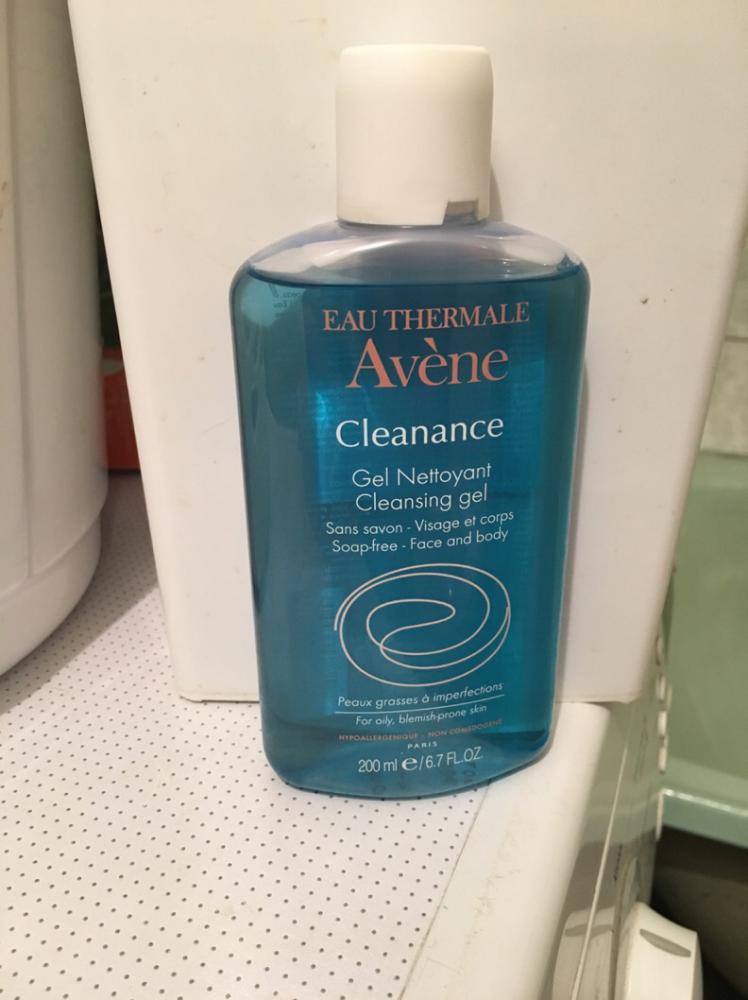 EAU THERMALE
Avène
Cleanance
Gel Nettoyant
Cleansing gel
Sans savon - Visage et corps
Soap-free - Face and body
Peaux grasses à imperfections
For oily, blemish-prone skin
HYPOALLERGENIQUE - NON COMEDOGENE
PARIS
200 ml e/6.7 FL.OZ.